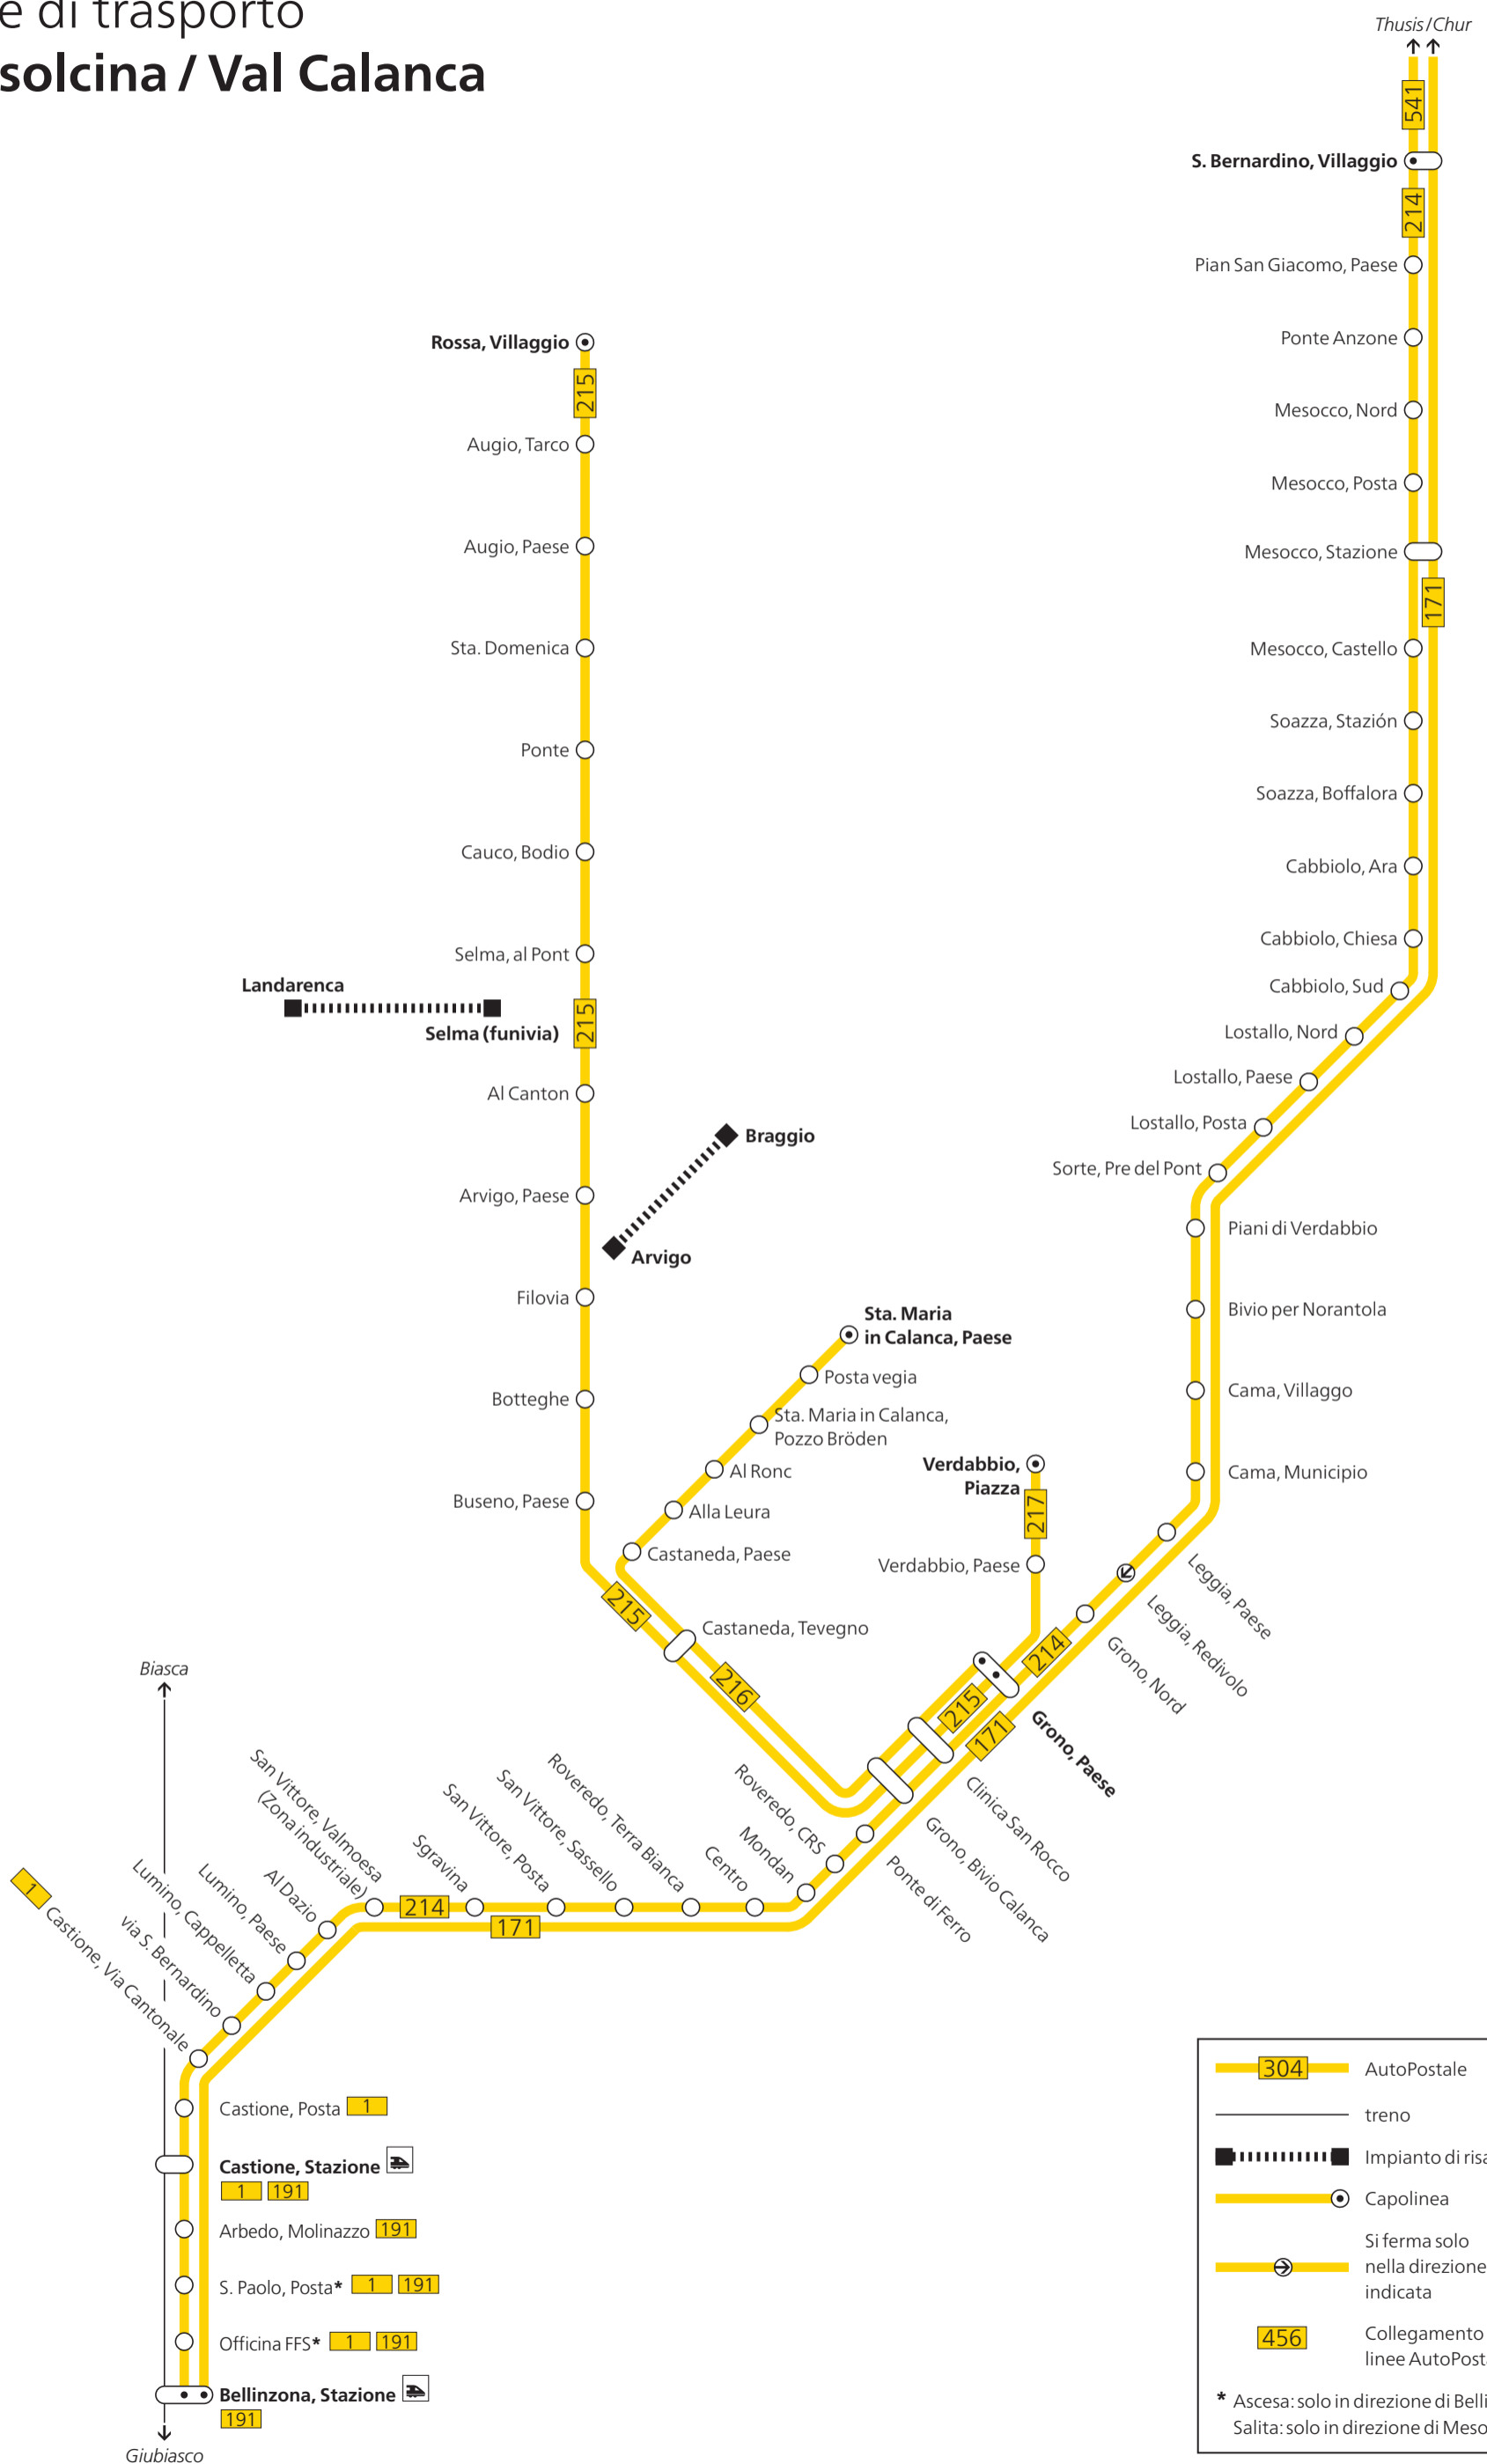 e di trasporto
solcina / Val Calanca
Thusis/Chur
541
S. Bernardino, Villaggio
214
Pian San Giacomo, Paese
Ponte Anzone
Mesocco, Nord
Mesocco, Posta
Mesocco, Stazione
171
Mesocco, Castello
Soazza, Stazión
Soazza, Boffalora
Cabbiolo, Ara
Cabbiolo, Chiesa
Cabbiolo, Sud
Lostallo, Nord
Lostallo, Paese
Lostallo, Posta
Sorte, Pre del Pont
Piani di Verdabbio
Bivio per Norantola
Cama, Villaggo
Cama, Municipio
Leggia, Paese
Leggia, Redivolo
Grono, Nord
214
Grono, Paese
215
171
Rossa, Villaggio
215
Augio, Tarco
Augio, Paese
Sta. Domenica
Ponte
Cauco, Bodio
Selma, al Pont
Landarenca
Selma (funivia)
215
Al Canton
Braggio
Arvigo, Paese
Arvigo
Filovia
Botteghe
Buseno, Paese
215
Sta. Maria
in Calanca, Paese
Posta vegia
Sta. Maria in Calanca,
Pozzo Bröden
Al Ronc
Alla Leura
Castaneda, Paese
Castaneda, Tevegno
216
Verdabbio,
Piazza
217
Verdabbio, Paese
Clinica San Rocco
Grono, Bivio Calanca
Ponte di Ferro
Roveredo, CRS
Mondan
Centro
Roveredo, Terra Bianca
San Vittore, Sassello
San Vittore, Posta
Sgravina
171
214
San Vittore, Valmoesa
(Zona industriale)
Al Dazio
Lumino, Paese
Lumino, Cappelletta
via S. Bernardino
1 Castione, Via Cantonale
Biasca
Castione, Posta 1
Castione, Stazione
1 191
Arbedo, Molinazzo 191
S. Paolo, Posta* 1 191
Officina FFS* 1 191
Bellinzona, Stazione
191
Giubiasco
304 AutoPostale
treno
Impianto di risa
Capolinea
Si ferma solo
nella direzione
indicata
456 Collegamento
linee AutoPost
* Ascesa: solo in direzione di Belli
Salita: solo in direzione di Meso